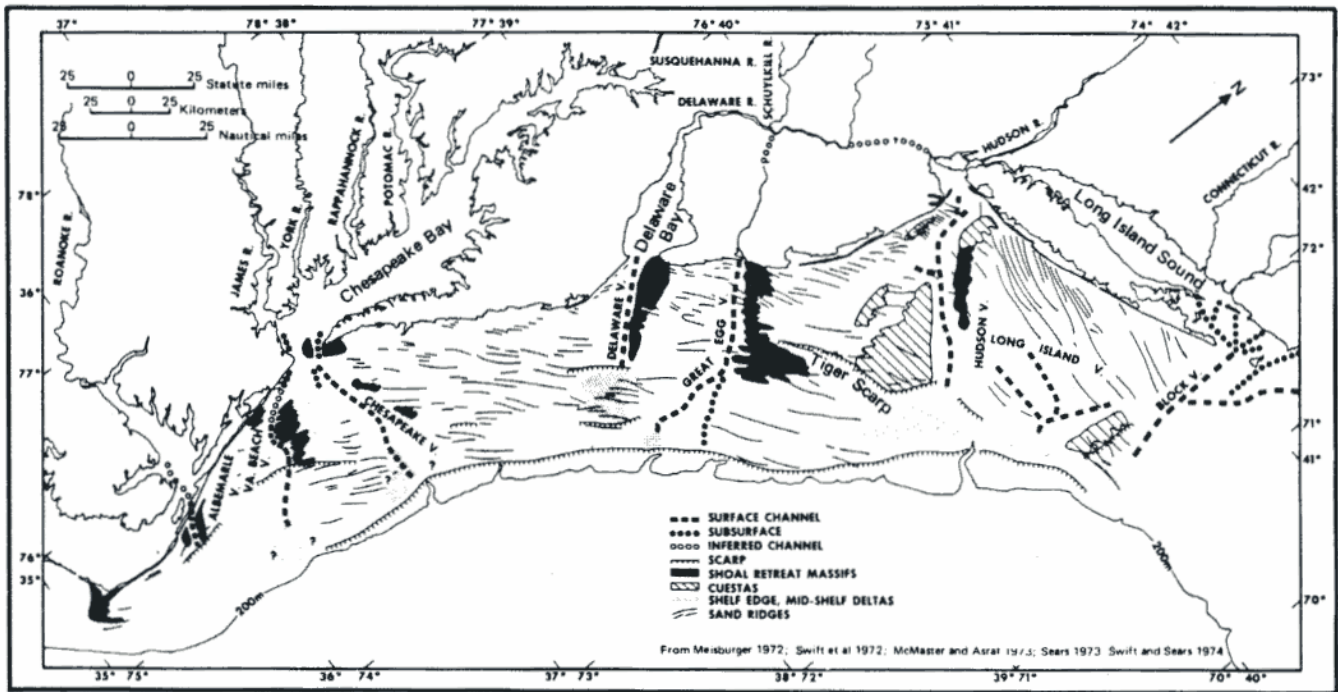 37° 78° 38° 77° 39° 76° 40° 75° 41° 74° 42°
25 0 25 Statute miles
25 0 25 Kilometers
25 0 25 Nautical miles
SUSQUEHANNA R.
DELAWARE R.
SCHUYLKILL R.
HUDSON R.
N
73°
CONNECTICUT R.
42°
78°
ROANOKE R.
JAMES R.
YORK R.
RAPPAHANNOCK R.
POTOMAC R.
Chesapeake Bay
Delaware Bay
Long Island Sound
72°
36°
DELAWARE V.
GREAT EGG V.
HUDSON V.
LONG ISLAND V.
BLOCK V.
Tiger Scarp
77°
CHESAPEAKE V.
ALBEMARLE V.
VA. BEACH V.
71°
41°
SURFACE CHANNEL
SUBSURFACE
INFERRED CHANNEL
SCARP
SHOAL RETREAT MASSIFS
CUESTAS
SHELF EDGE, MID-SHELF DELTAS
SAND RIDGES
76°
35°
200m
200m
70°
From Meisburger 1972; Swift et al 1972; McMaster and Asraf 1973; Sears 1973 Swift and Sears 1974
35° 75° 36° 74° 37° 73° 38° 72° 39° 71° 70° 40°